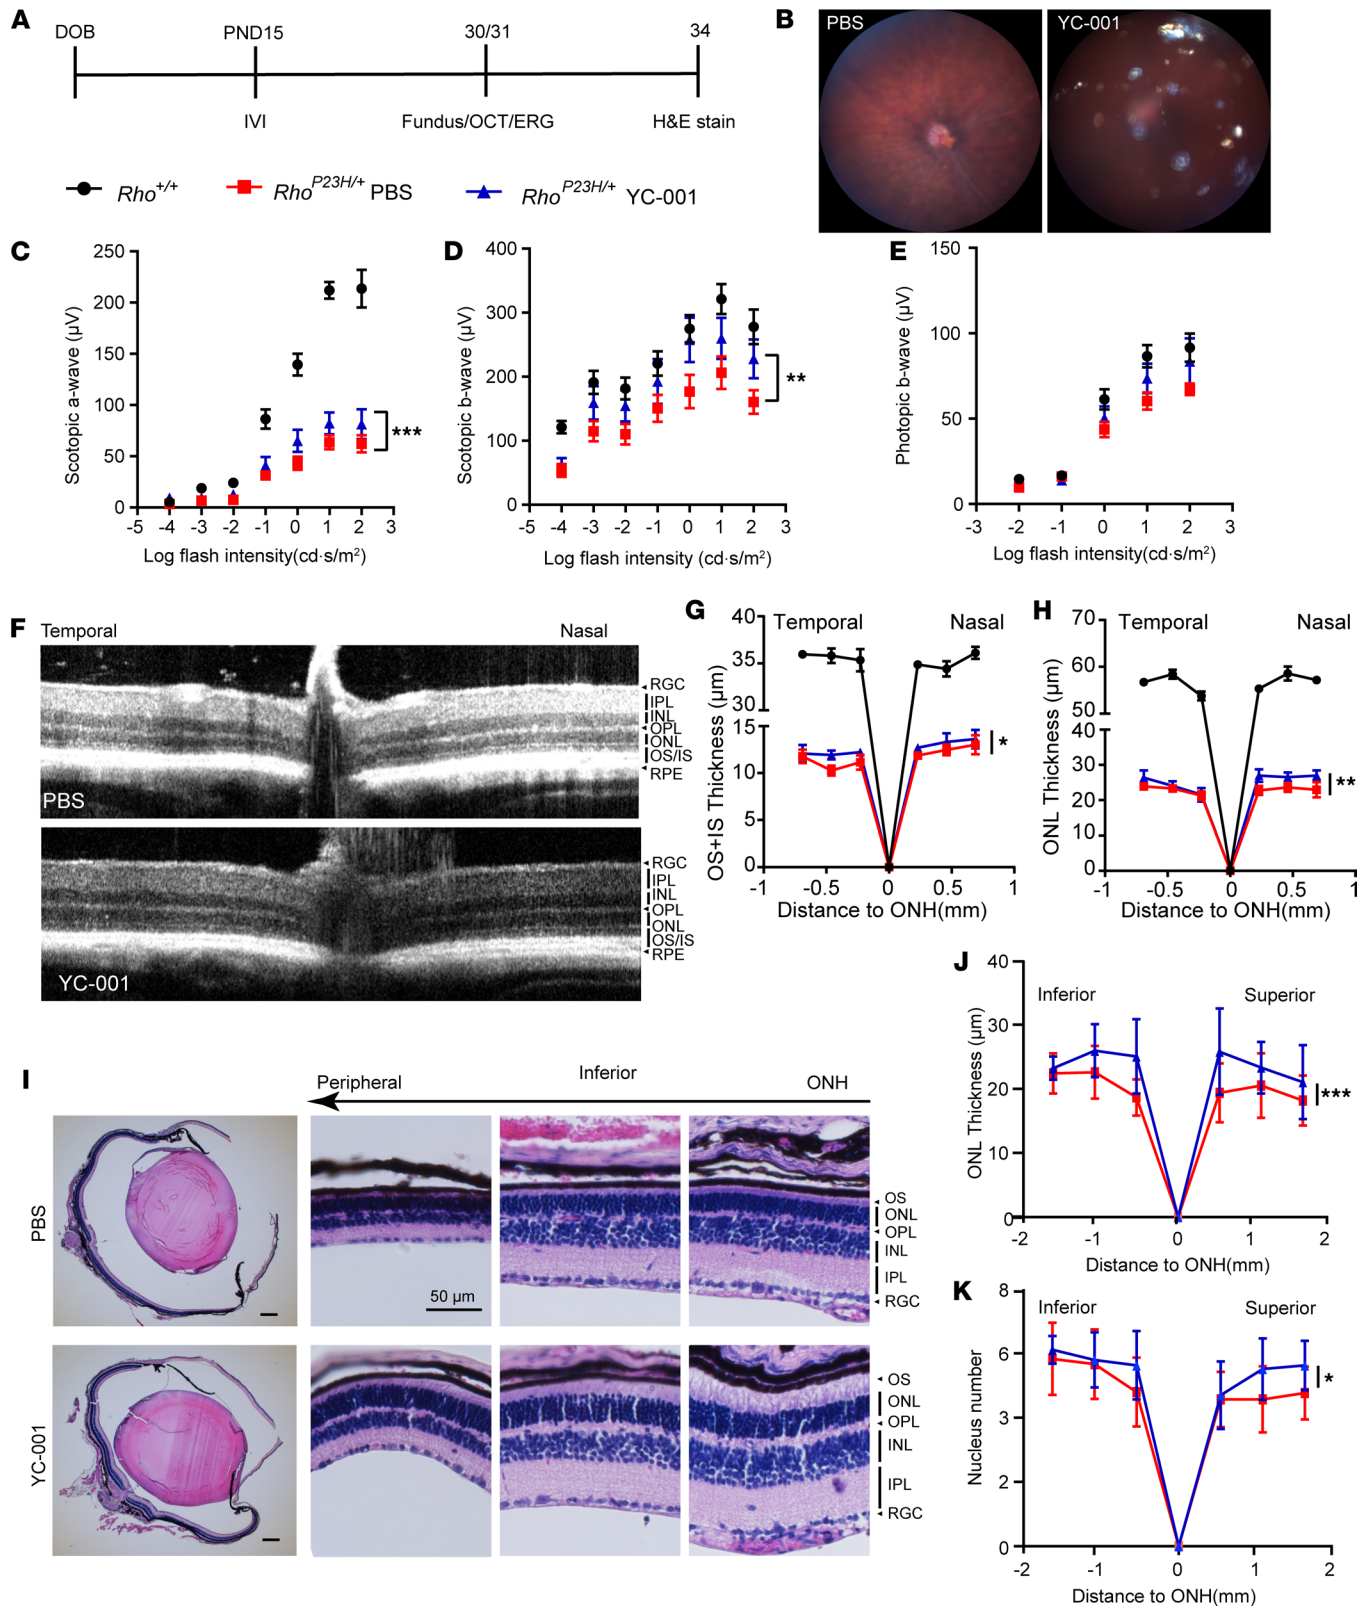 A
DOB
PND15
30/31
34
IVI
Fundus/OCT/ERG
H&E stain
Rho+/+
RhoP23H/+ PBS
RhoP23H/+ YC-001
B
PBS
YC-001
C
Scotopic a-wave (µV)
250
200
150
100
50
0
***
-5 -4 -3 -2 -1 0 1 2 3
Log flash intensity(cd·s/m2)
D
Scotopic b-wave (µV)
400
300
200
100
0
**
-5 -4 -3 -2 -1 0 1 2 3
Log flash intensity (cd·s/m2)
E
Photopic b-wave (µV)
150
100
50
0
-3 -2 -1 0 1 2 3
Log flash intensity(cd·s/m2)
F
Temporal
Nasal
RGC
IPL
INL
OPL
ONL
OS/IS
RPE
PBS
RGC
IPL
INL
OPL
ONL
OS/IS
RPE
YC-001
G
OS+IS Thickness (µm)
40
35
30
15
10
5
0
Temporal
Nasal
*
-1 -0.5 0 0.5 1
Distance to ONH(mm)
H
ONL Thickness (µm)
70
60
50
40
30
20
10
0
Temporal
Nasal
**
-1 -0.5 0 0.5 1
Distance to ONH(mm)
I
Peripheral
Inferior
ONH
PBS
50 µm
OS
ONL
OPL
INL
IPL
RGC
YC-001
OS
ONL
OPL
INL
IPL
RGC
J
ONL Thickness (µm)
40
30
20
10
0
Inferior
Superior
***
-2 -1 0 1 2
Distance to ONH(mm)
K
Nucleus number
8
6
3
2
0
Inferior
Superior
*
-2 -1 0 1 2
Distance to ONH(mm)